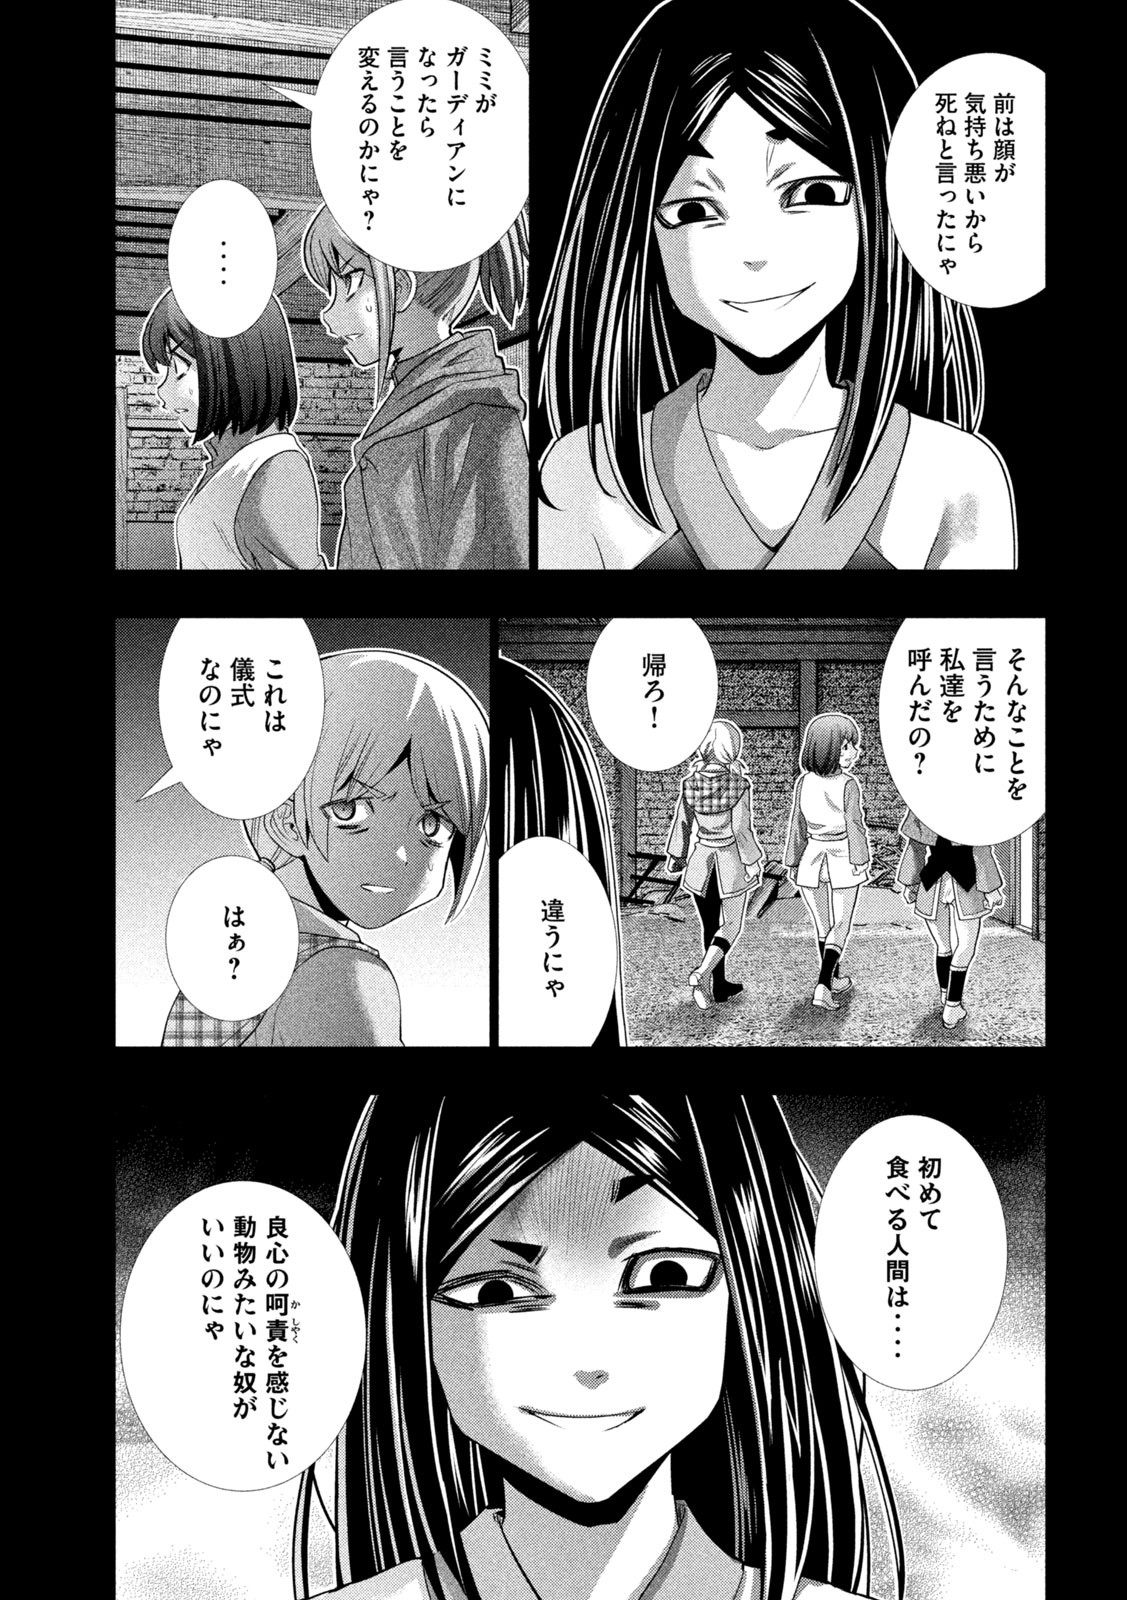 前は顔が
気持ち悪いから
死ねと言ったにゃ
ミミが
ガーディアンに
なったら
言うことを
変えるのかにゃ？
‥‥
そんなことを
言うために
私達を
呼んだの？
帰ろ！
違うにゃ
これは
儀式
なのにゃ
はぁ？
初めて
食べる人間は‥‥
良心の呵責を感じない
かしゃく
動物みたいな奴が
いいのにゃ